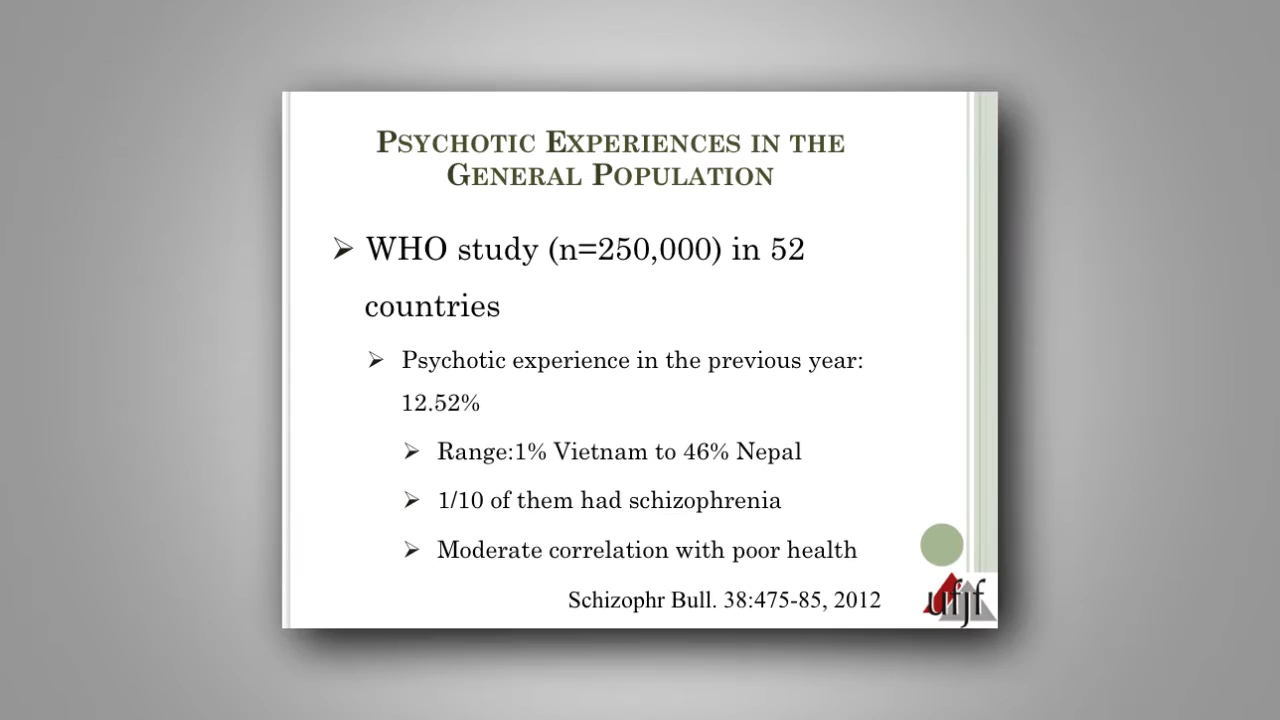 PSYCHOTIC EXPERIENCES IN THE
GENERAL POPULATION
➢ WHO study (n=250,000) in 52
countries
➢ Psychotic experience in the previous year:
12.52%
➢ Range:1% Vietnam to 46% Nepal
➢ 1/10 of them had schizophrenia
➢ Moderate correlation with poor health
Schizophr Bull. 38:475-85, 2012
ufjf